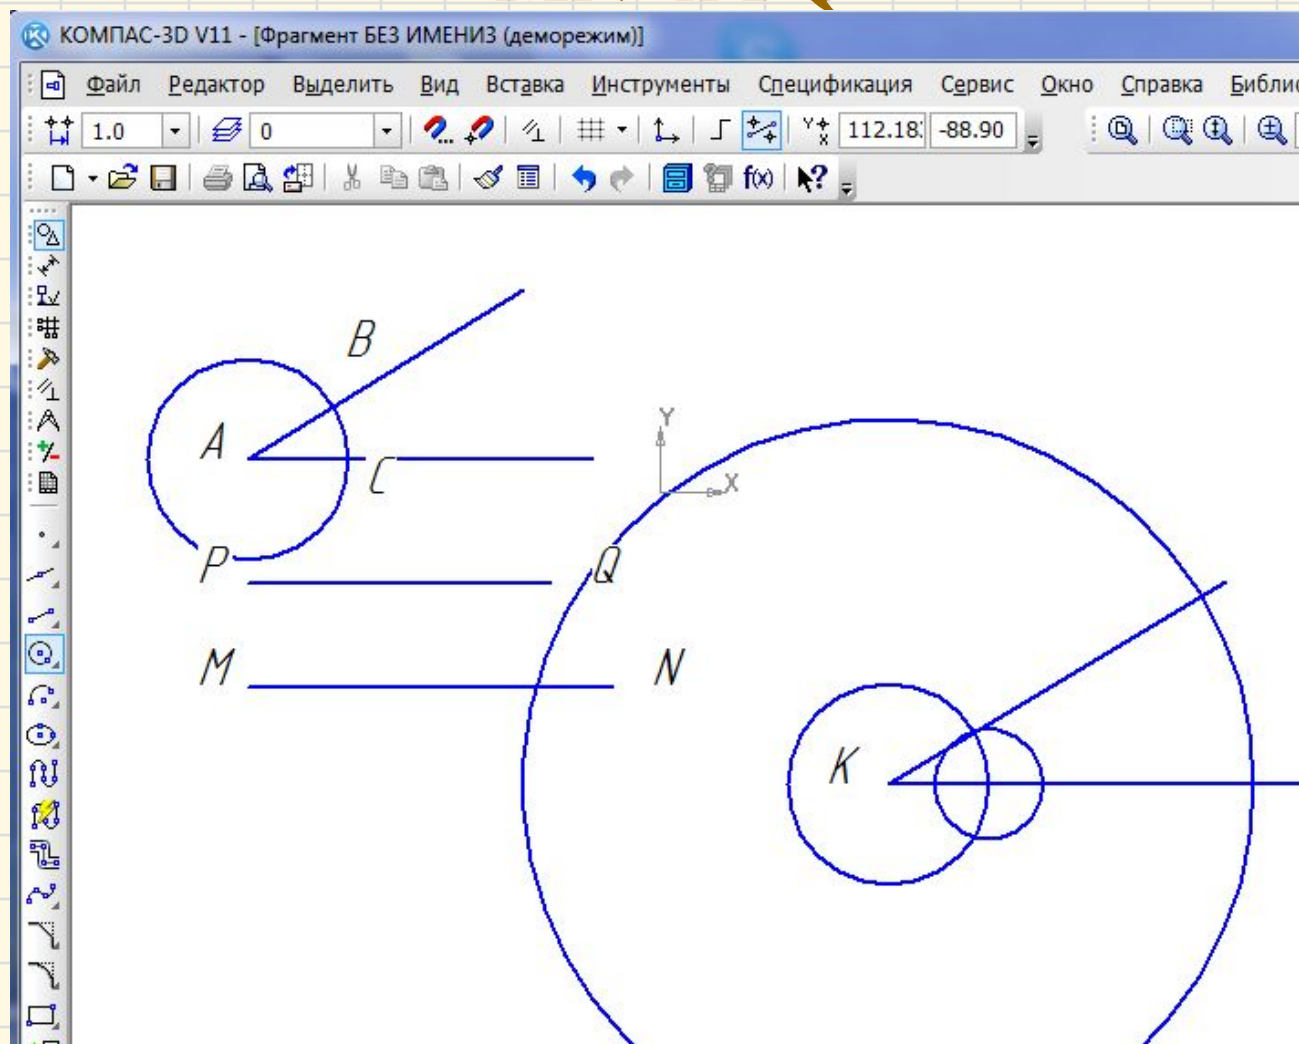 КОМПАС-3D V11 - [Фрагмент БЕЗ ИМЕНИ3 (деморежим)]
Файл Редактор Выделить Вид Вставка Инструменты Спецификация Сервис Окно Справка Библис
1.0 0 Y X 112.18 -88.90
f(x) ?
B
A
C
Y
X
P
Q
M
N
K